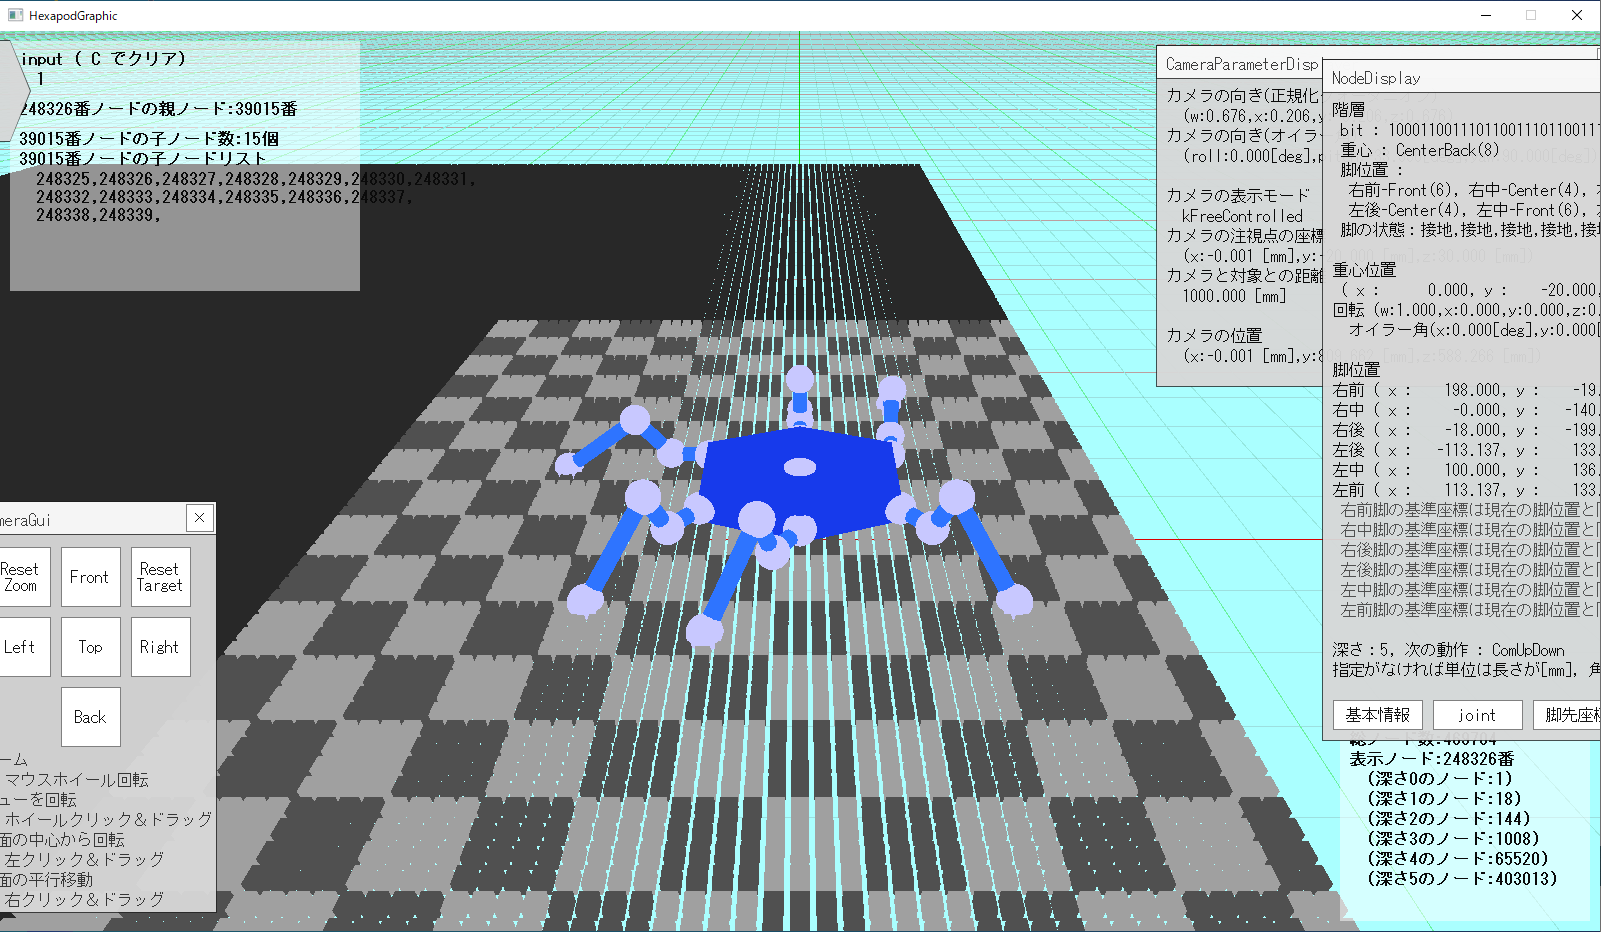 HexapodGraphic
input ( C でクリア)
1
248326番ノードの親ノード:39015番
39015番ノードの子ノード数:15個
39015番ノードの子ノードリスト
248325,248326,248327,248328,248329,248330,248331,
248332,248333,248334,248335,248336,248337,
248338,248339,
CameraParameterDisp
カメラの向き(正規化
(w:0.676,x:0.206,
カメラの向き(オイラー
(roll:0.000[deg],p
カメラの表示モード
kFreeControlled
カメラの注視点の座標
(x:-0.001 [mm],y:-
カメラと対象との距離
1000.000 [mm]
カメラの位置
(x:-0.001 [mm],y:8
NodeDisplay
階層
bit : 10001100111011001110110011
重心 : CenterBack(8)
脚位置 :
右前-Front(6), 右中-Center(4),
左後-Center(4), 左中-Front(6),
脚の状態：接地,接地,接地,接地,接地
重心位置
( x : 0.000, y : -20.000,
回転 (w:1.000,x:0.000,y:0.000,z:0.
オイラー角(x:0.000[deg],y:0.000[
脚位置
右前 ( x : 198.000, y : -19.
右中 ( x : -0.000, y : -140.
右後 ( x : -18.000, y : -199.
左後 ( x : -113.137, y : 133.
左中 ( x : 100.000, y : 136.
左前 ( x : 113.137, y : 133.
右前脚の基準座標は現在の脚位置と
右中脚の基準座標は現在の脚位置と
右後脚の基準座標は現在の脚位置と
左後脚の基準座標は現在の脚位置と
左中脚の基準座標は現在の脚位置と
左前脚の基準座標は現在の脚位置と
深さ：5, 次の動作 : ComUpDown
指定がなければ単位は長さが[mm], 角
基本情報
joint
脚先座標
表示ノード:248326番
(深さ0のノード:1)
(深さ1のノード:18)
(深さ2のノード:144)
(深さ3のノード:1008)
(深さ4のノード:65520)
(深さ5のノード:403013)
meraGui
Reset Zoom
Front
Reset Target
Left
Top
Right
Back
ーム
マウスホイール回転
ューを回転
ホイールクリック＆ドラッグ
面の中心から回転
左クリック＆ドラッグ
面の平行移動
右クリック＆ドラッグ